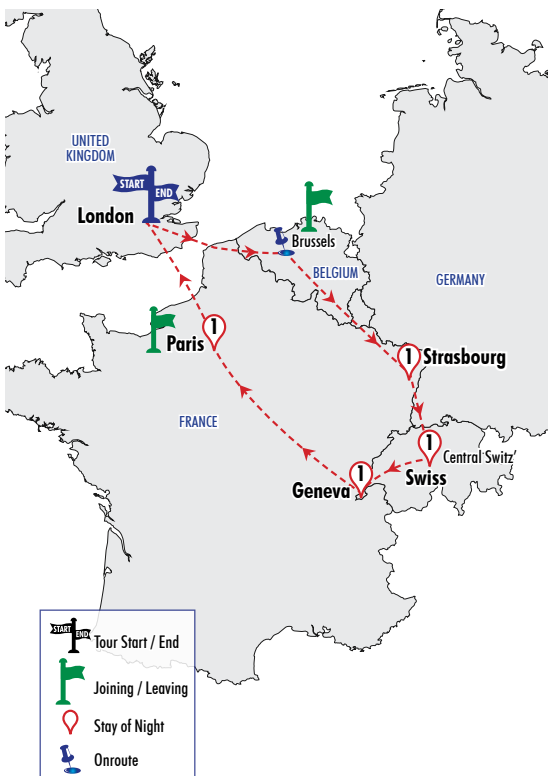 UNITED
KINGDOM
START
END
London
Brussels
BELGIUM
GERMANY
1
Paris
1
Strasbourg
FRANCE
1
Central Switz'
Swiss
1
Geneva
START
END
Tour Start / End
Joining / Leaving
Stay of Night
Onroute